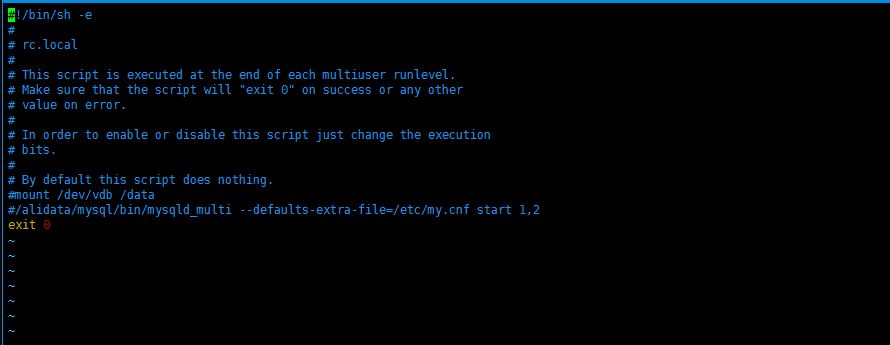 #!/bin/sh -e
#
# rc.local
#
# This script is executed at the end of each multiuser runlevel.
# Make sure that the script will "exit 0" on success or any other
# value on error.
#
# In order to enable or disable this script just change the execution
# bits.
#
# By default this script does nothing.
#mount /dev/vdb /data
#/alidata/mysql/bin/mysqld_multi --defaults-extra-file=/etc/my.cnf start 1,2
exit 0
~
~
~
~
~
~
~